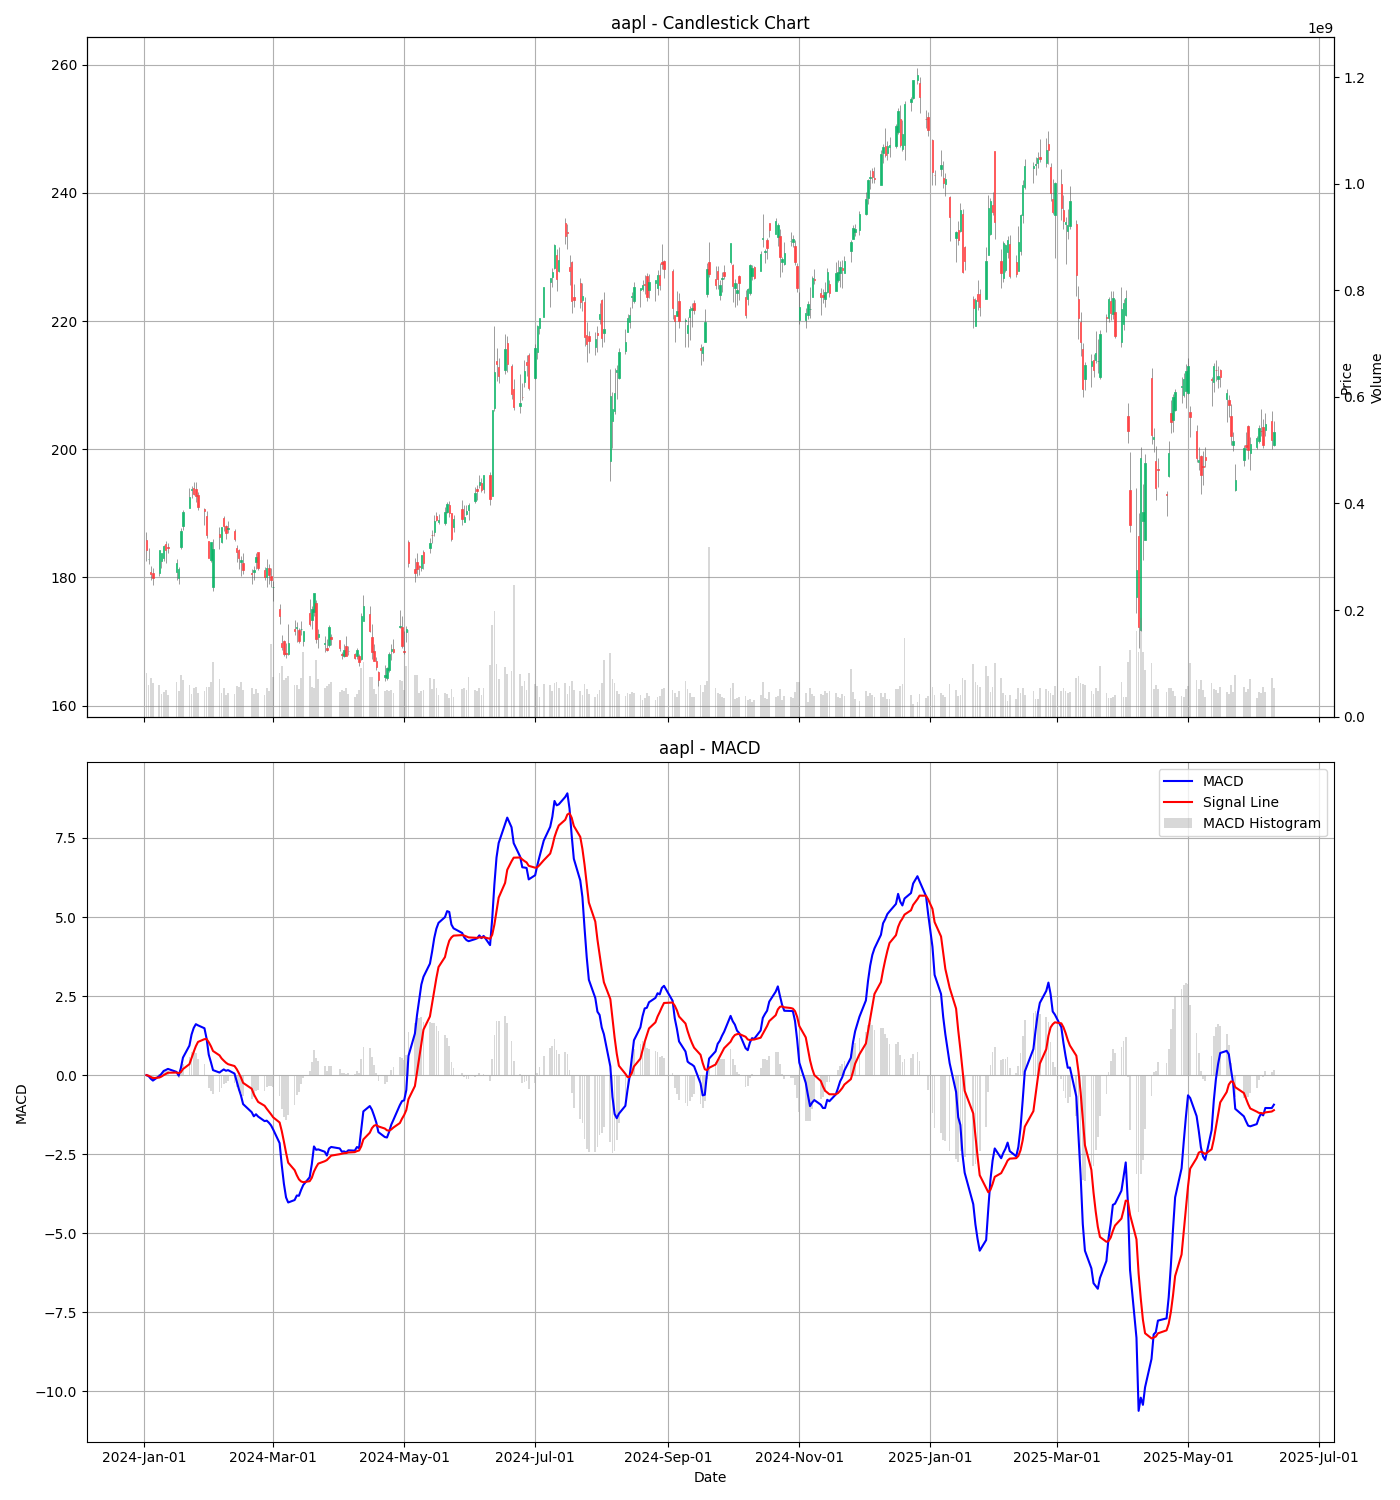 aapl - Candlestick Chart
1e9
260
240
220
200
180
160
1.2
1.0
0.8
0.6
0.4
0.2
0.0
Price
Volume
aapl - MACD
MACD
Signal Line
MACD Histogram
7.5
5.0
2.5
0.0
−2.5
−5.0
−7.5
−10.0
MACD
2024-Jan-01
2024-Mar-01
2024-May-01
2024-Jul-01
2024-Sep-01
2024-Nov-01
2025-Jan-01
2025-Mar-01
2025-May-01
2025-Jul-01
Date